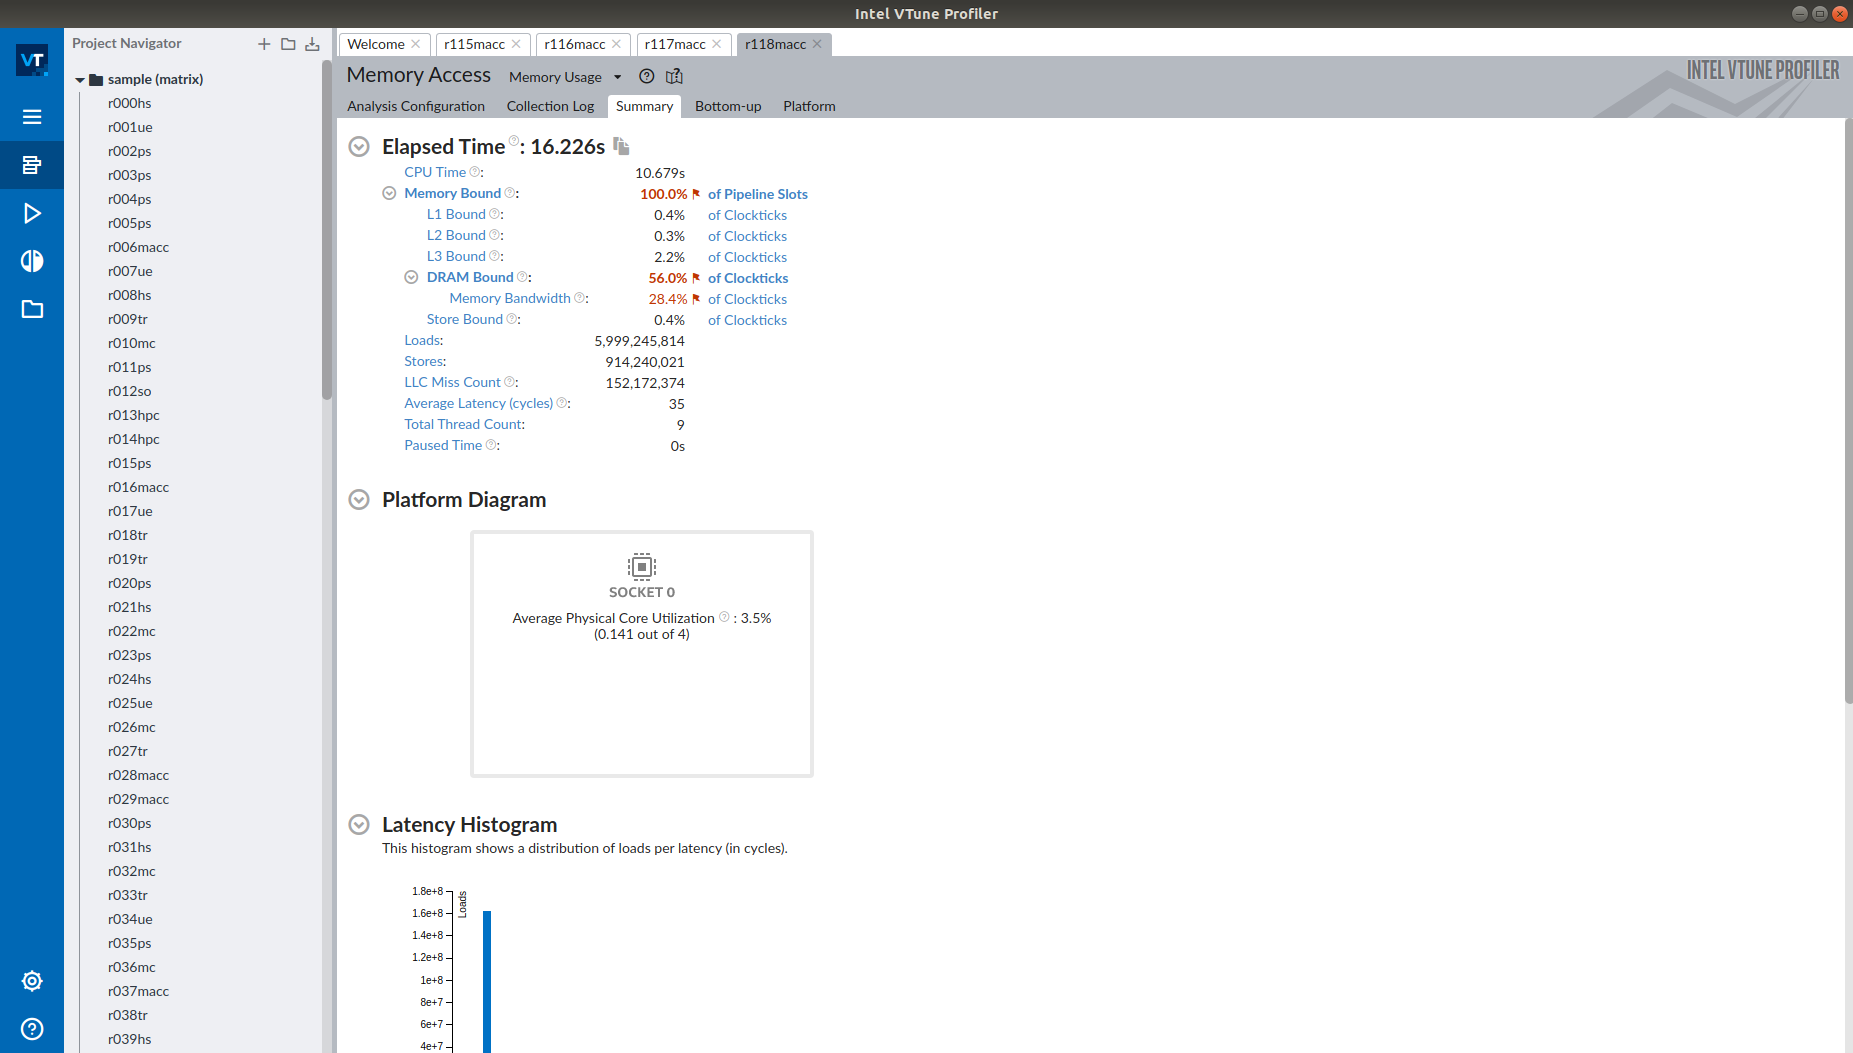 Intel VTune Profiler
VT
Project Navigator
sample (matrix)
r000hs
r001ue
r002ps
r003ps
r004ps
r005ps
r006macc
r007ue
r008hs
r009tr
r010mc
r011ps
r012so
r013hpc
r014hpc
r015ps
r016macc
r017ue
r018tr
r019tr
r020ps
r021hs
r022mc
r023ps
r024hs
r025ue
r026mc
r027tr
r028macc
r029macc
r030ps
r031hs
r032mc
r033tr
r034ue
r035ps
r036mc
r037macc
r038tr
r039hs
Welcome r115macc r116macc r117macc r118macc
Memory Access Memory Usage
INTEL VTUNE PROFILER
Analysis Configuration Collection Log Summary Bottom-up Platform
Elapsed Time : 16.226s
CPU Time : 10.679s
Memory Bound : 100.0% of Pipeline Slots
L1 Bound : 0.4% of Clockticks
L2 Bound : 0.3% of Clockticks
L3 Bound : 2.2% of Clockticks
DRAM Bound : 56.0% of Clockticks
Memory Bandwidth : 28.4% of Clockticks
Store Bound : 0.4% of Clockticks
Loads: 5,999,245,814
Stores: 914,240,021
LLC Miss Count : 152,172,374
Average Latency (cycles) : 35
Total Thread Count: 9
Paused Time : 0s
Platform Diagram
SOCKET 0
Average Physical Core Utilization : 3.5%
(0.141 out of 4)
Latency Histogram
This histogram shows a distribution of loads per latency (in cycles).
Loads
1.8e+8
1.6e+8
1.4e+8
1.2e+8
1e+8
8e+7
6e+7
4e+7